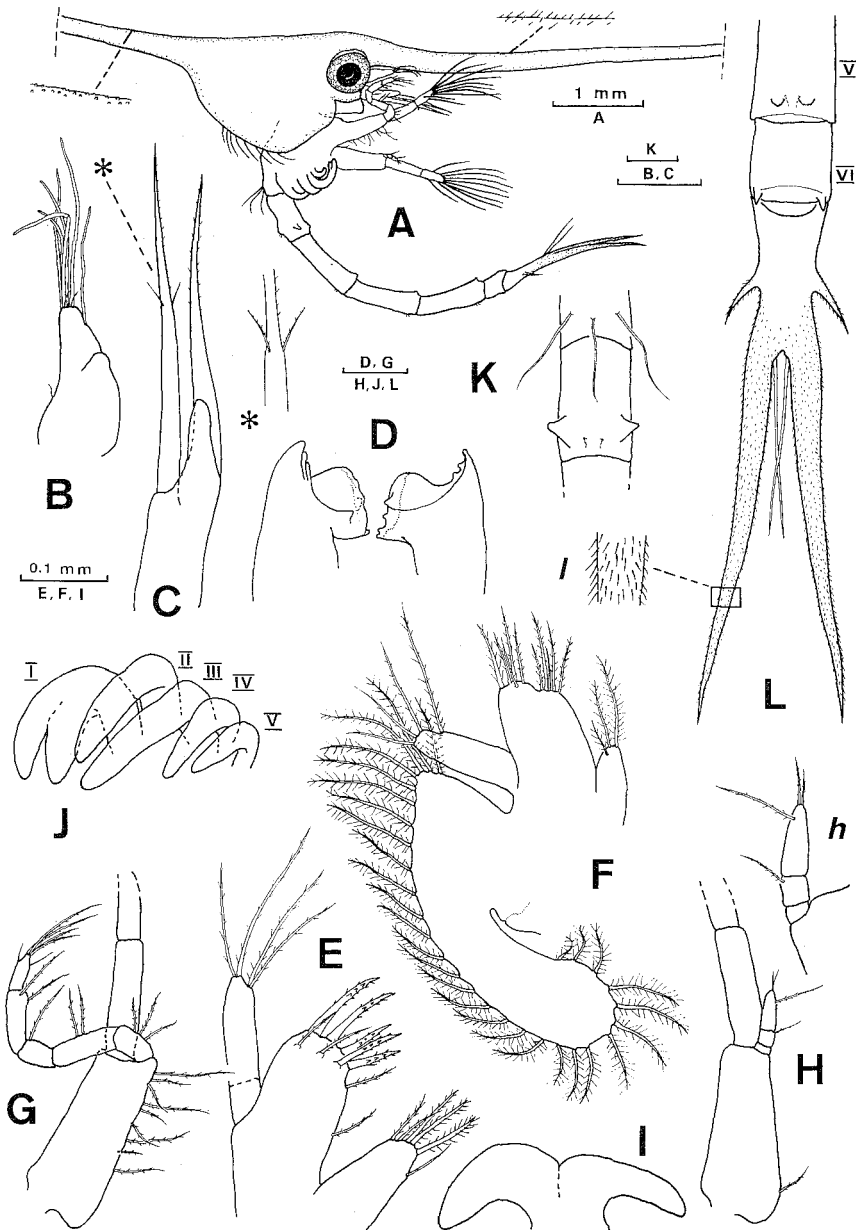 1 mm
A
V
K
B, C
VI
*
A
K
D, G
H, J, L
*
D
B
0.1 mm
E, F, I
C
l
L
I
II
III
IV
V
J
h
F
E
G
H
I